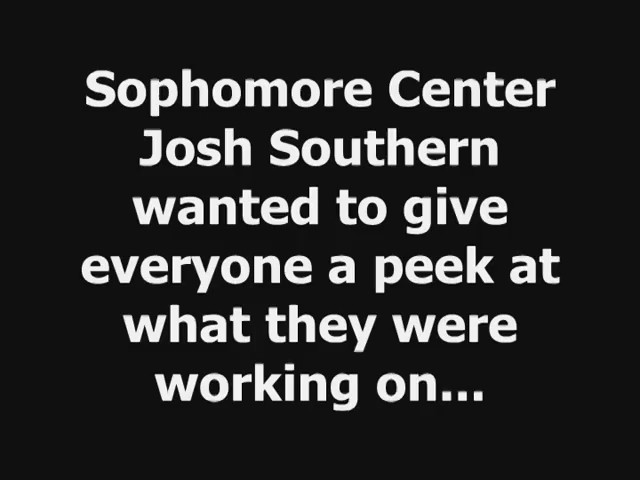 Sophomore Center
Josh Southern
wanted to give
everyone a peek at
what they were
working on...